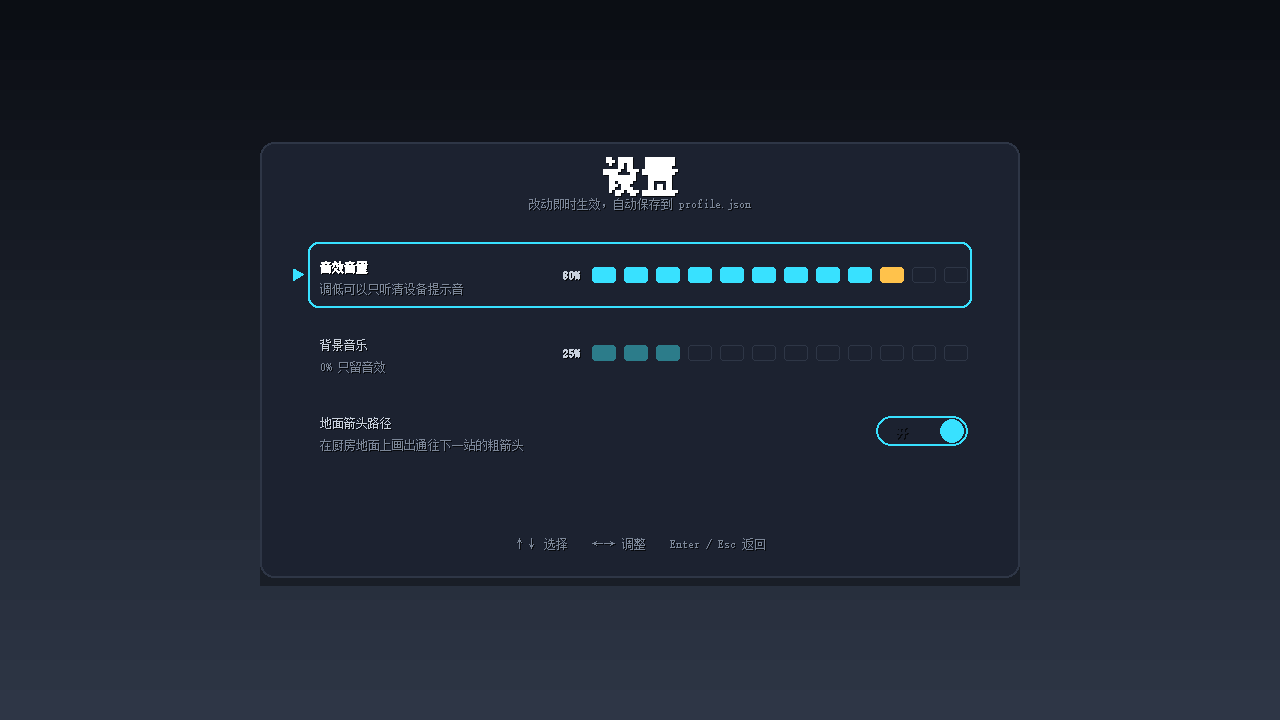 设置
改动即时生效，自动保存到 profile.json
音效音量
80%
调低可以只听清设备提示音
背景音乐
25%
0% 只留音效
地面箭头路径
开
在厨房地面上画出通往下一站的粗箭头
↑↓ 选择 ←→ 调整 Enter / Esc 返回